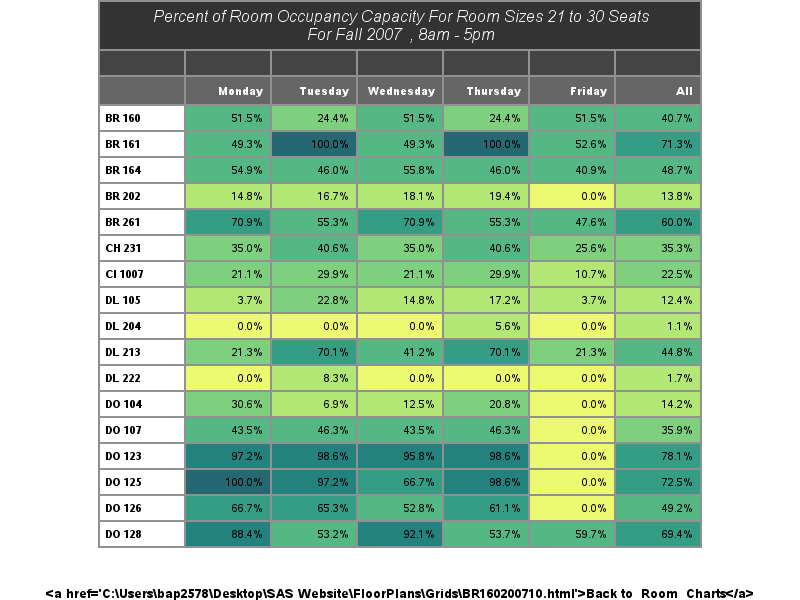 Percent of Room Occupancy Capacity For Room Sizes 21 to 30 Seats
For Fall 2007 , 8am - 5pm
Monday Tuesday Wednesday Thursday Friday All
BR 160 51.5% 24.4% 51.5% 24.4% 51.5% 40.7%
BR 161 49.3% 100.0% 49.3% 100.0% 52.6% 71.3%
BR 164 54.9% 46.0% 55.8% 46.0% 40.9% 48.7%
BR 202 14.8% 16.7% 18.1% 19.4% 0.0% 13.8%
BR 261 70.9% 55.3% 70.9% 55.3% 47.6% 60.0%
CH 231 35.0% 40.6% 35.0% 40.6% 25.6% 35.3%
CI 1007 21.1% 29.9% 21.1% 29.9% 10.7% 22.5%
DL 105 3.7% 22.8% 14.8% 17.2% 3.7% 12.4%
DL 204 0.0% 0.0% 0.0% 5.6% 0.0% 1.1%
DL 213 21.3% 70.1% 41.2% 70.1% 21.3% 44.8%
DL 222 0.0% 8.3% 0.0% 0.0% 0.0% 1.7%
DO 104 30.6% 6.9% 12.5% 20.8% 0.0% 14.2%
DO 107 43.5% 46.3% 43.5% 46.3% 0.0% 35.9%
DO 123 97.2% 98.6% 95.8% 98.6% 0.0% 78.1%
DO 125 100.0% 97.2% 66.7% 98.6% 0.0% 72.5%
DO 126 66.7% 65.3% 52.8% 61.1% 0.0% 49.2%
DO 128 88.4% 53.2% 92.1% 53.7% 59.7% 69.4%
<a href='C:\Users\bap2578\Desktop\SAS Website\FloorPlans\Grids\BR160200710.html'>Back to Room Charts</a>